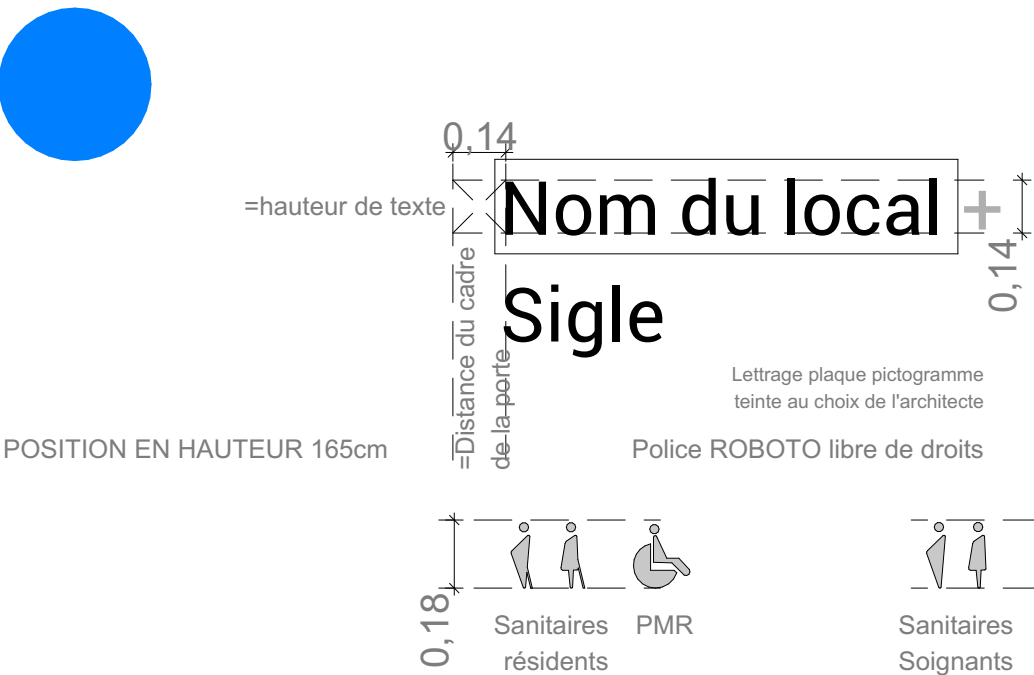 0,14
=hauteur de texte
Nom du local +
0,14
=Distance du cadre
de la porte
Sigle
Lettrage plaque pictogramme
teinte au choix de l'architecte
POSITION EN HAUTEUR 165cm
Police ROBOTO libre de droits
0,18
Sanitaires
résidents
PMR
Sanitaires
Soignants